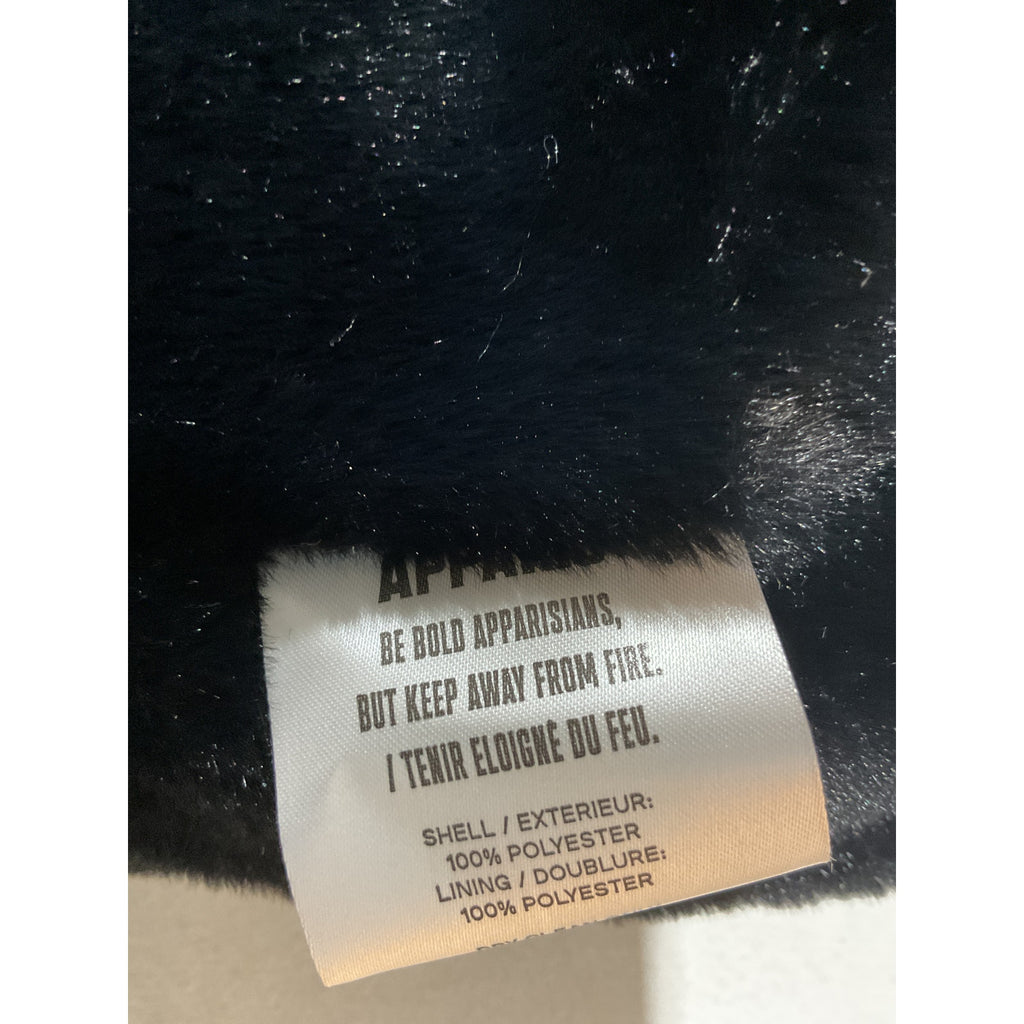 BE BOLD APPARISIANS,
BUT KEEP AWAY FROM FIRE.
/ TENIR ELOIGNÉ DU FEU.
SHELL / EXTERIEUR:
100% POLYESTER
LINING / DOUBLURE:
100% POLYESTER